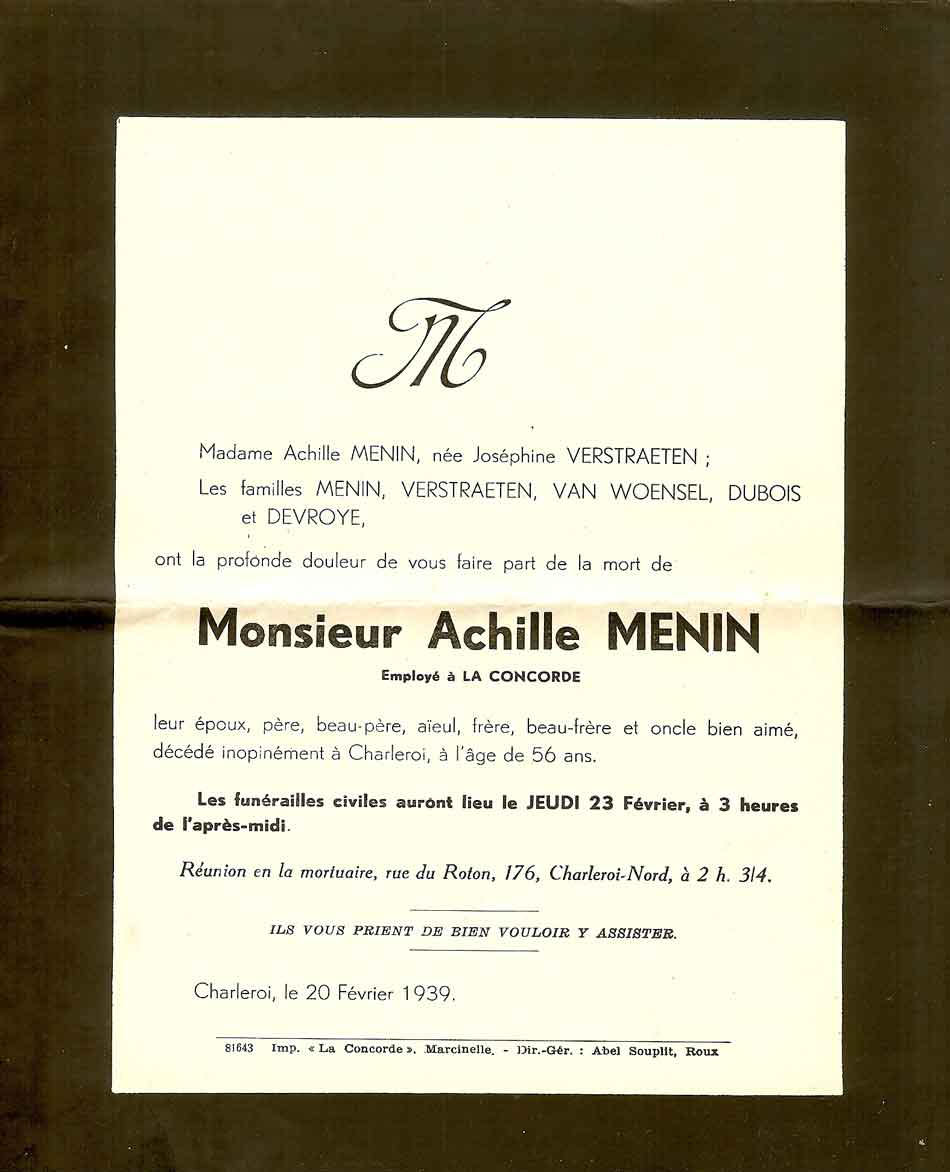 M
Madame Achille MENIN, née Joséphine VERSTRAETEN ;
Les familles MENIN, VERSTRAETEN, VAN WOENSEL, DUBOIS
et DEVROYE,
ont la profonde douleur de vous faire part de la mort de
Monsieur Achille MENIN
Employé à LA CONCORDE
leur époux, père, beau-père, aïeul, frère, beau-frère et oncle bien aimé,
décédé inopinément à Charleroi, à l'âge de 56 ans.
Les funérailles civiles auront lieu le JEUDI 23 Février, à 3 heures
de l'après-midi.
Réunion en la mortuaire, rue du Roton, 176, Charleroi-Nord, à 2 h. 3/4.
ILS VOUS PRIENT DE BIEN VOULOIR Y ASSISTER.
Charleroi, le 20 Février 1939.
81643 Imp. « La Concorde ». Marcinelle. - Dir.-Gér. : Abel Souplit, Roux